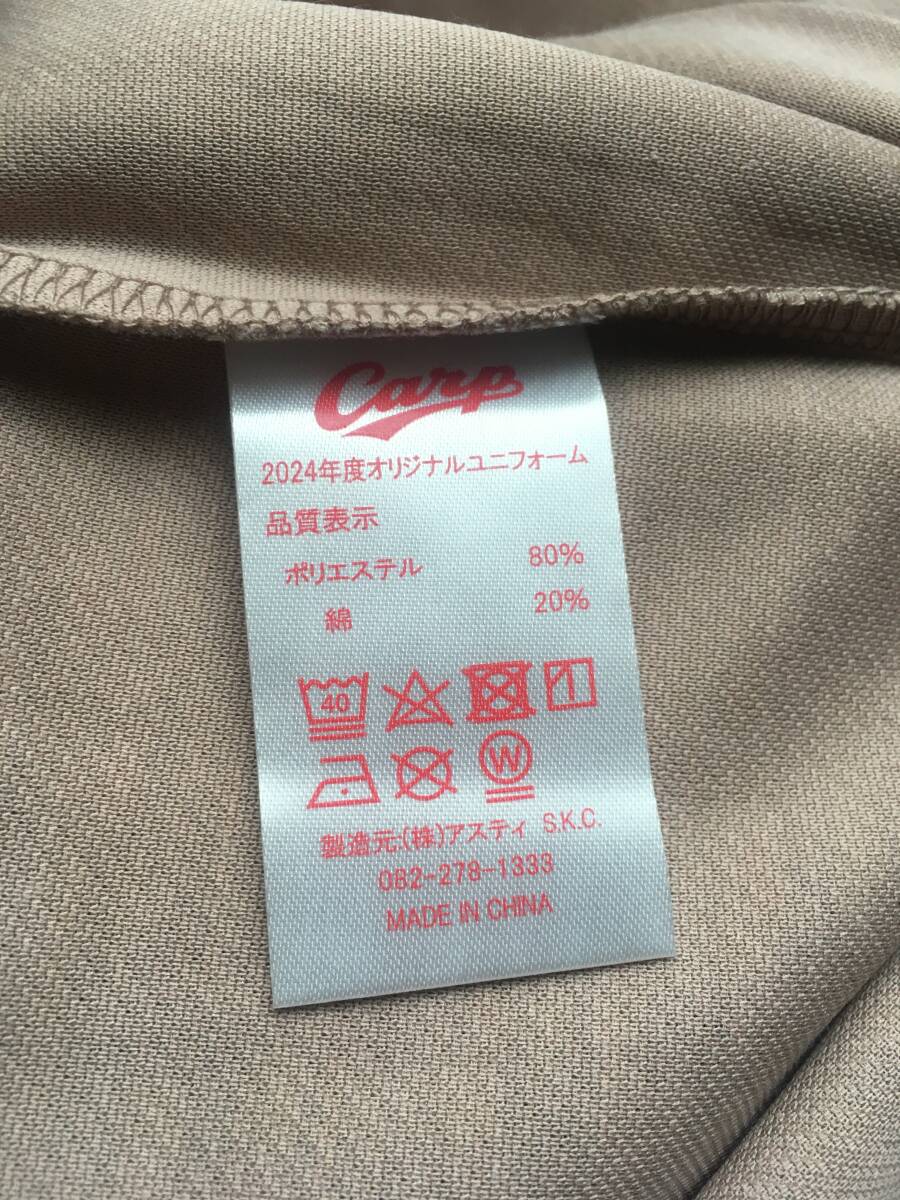 Carp
2024年度オリジナルユニフォーム
品質表示
ポリエステル 80%
綿 20%
40
W
製造元:(株)アスティ S.K.C.
082-278-1333
MADE IN CHINA